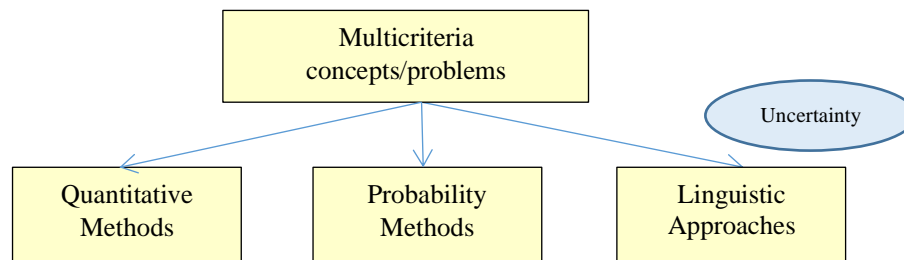 Multicriteria
concepts/problems
Uncertainty
Quantitative
Methods
Probability
Methods
Linguistic
Approaches